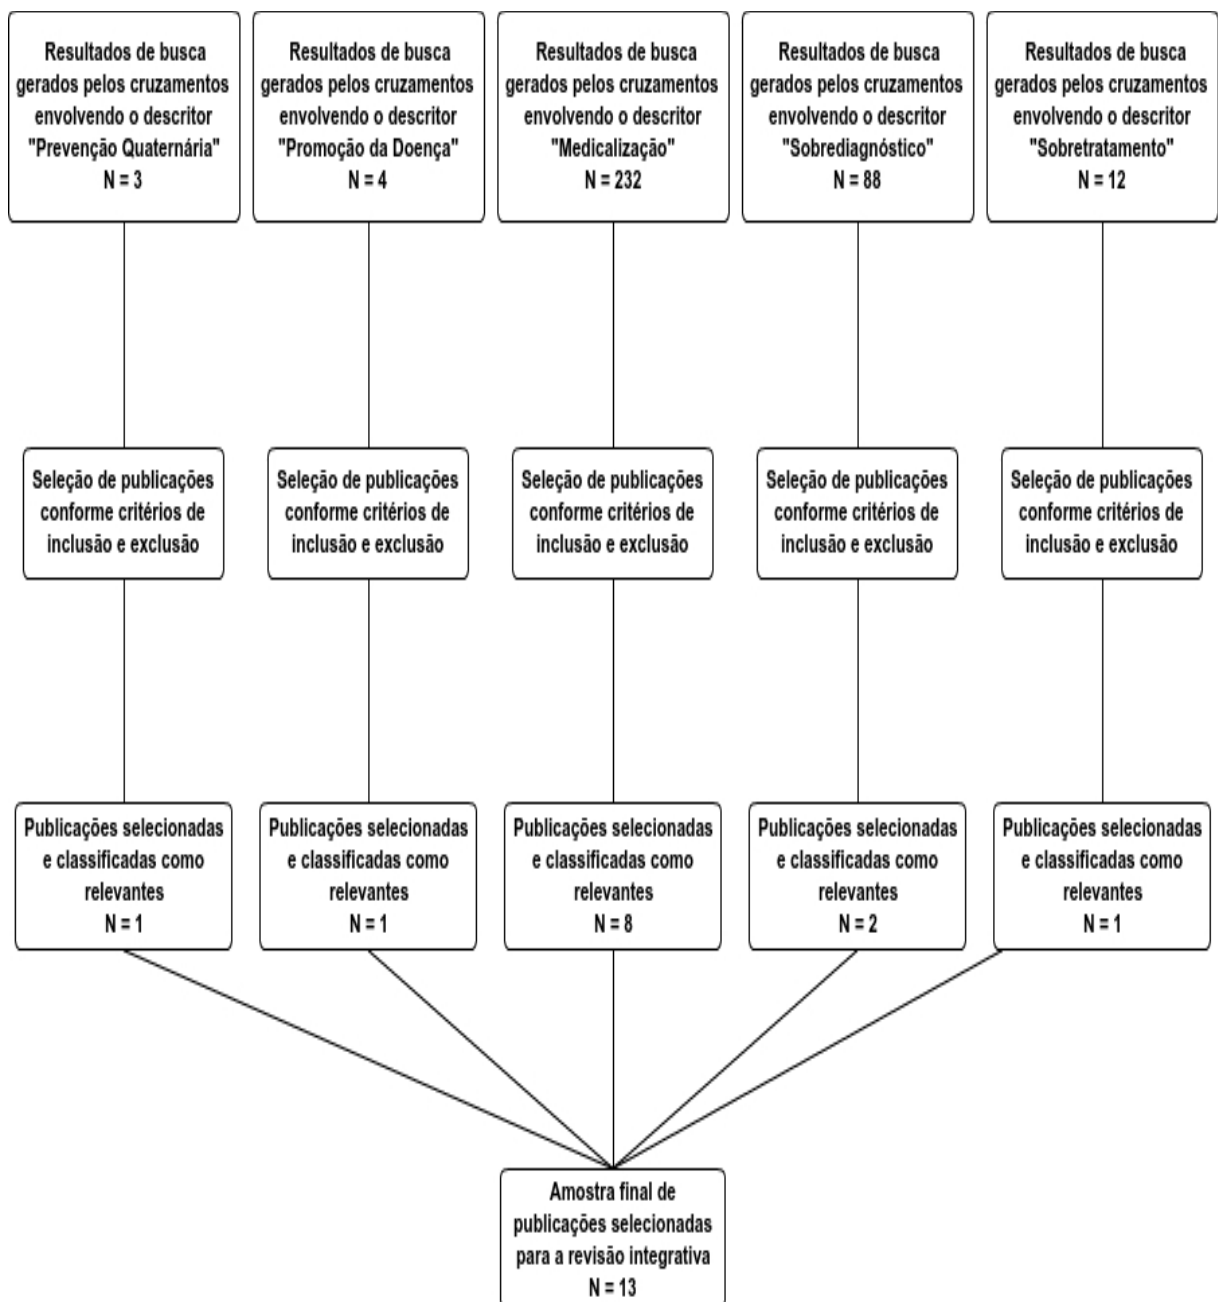 Resultados de busca
gerados pelos cruzamentos
envolvendo o descritor
"Prevenção Quaternária"
N = 3
Resultados de busca
gerados pelos cruzamentos
envolvendo o descritor
"Promoção da Doença"
N = 4
Resultados de busca
gerados pelos cruzamentos
envolvendo o descritor
"Medicalização"
N = 232
Resultados de busca
gerados pelos cruzamentos
envolvendo o descritor
"Sobrediagnóstico"
N = 88
Resultados de busca
gerados pelos cruzamentos
envolvendo o descritor
"Sobretratamento"
N = 12
Seleção de publicações
conforme critérios de
inclusão e exclusão
Seleção de publicações
conforme critérios de
inclusão e exclusão
Seleção de publicações
conforme critérios de
inclusão e exclusão
Seleção de publicações
conforme critérios de
inclusão e exclusão
Seleção de publicações
conforme critérios de
inclusão e exclusão
Publicações selecionadas
e classificadas como
relevantes
N = 1
Publicações selecionadas
e classificadas como
relevantes
N = 1
Publicações selecionadas
e classificadas como
relevantes
N = 8
Publicações selecionadas
e classificadas como
relevantes
N = 2
Publicações selecionadas
e classificadas como
relevantes
N = 1
Amostra final de
publicações selecionadas
para a revisão integrativa
N = 13